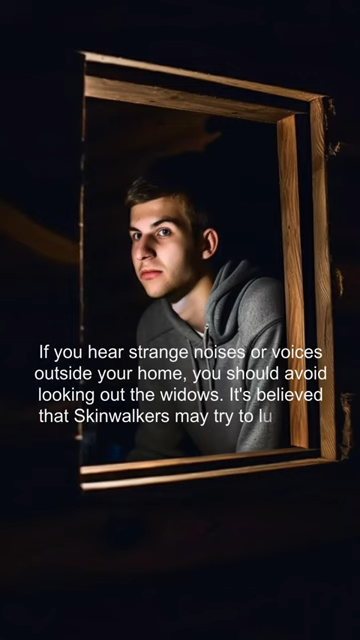 If you hear strange noises or voices
outside your home, you should avoid
looking out the widows. It's believed
that Skinwalkers may try to lu